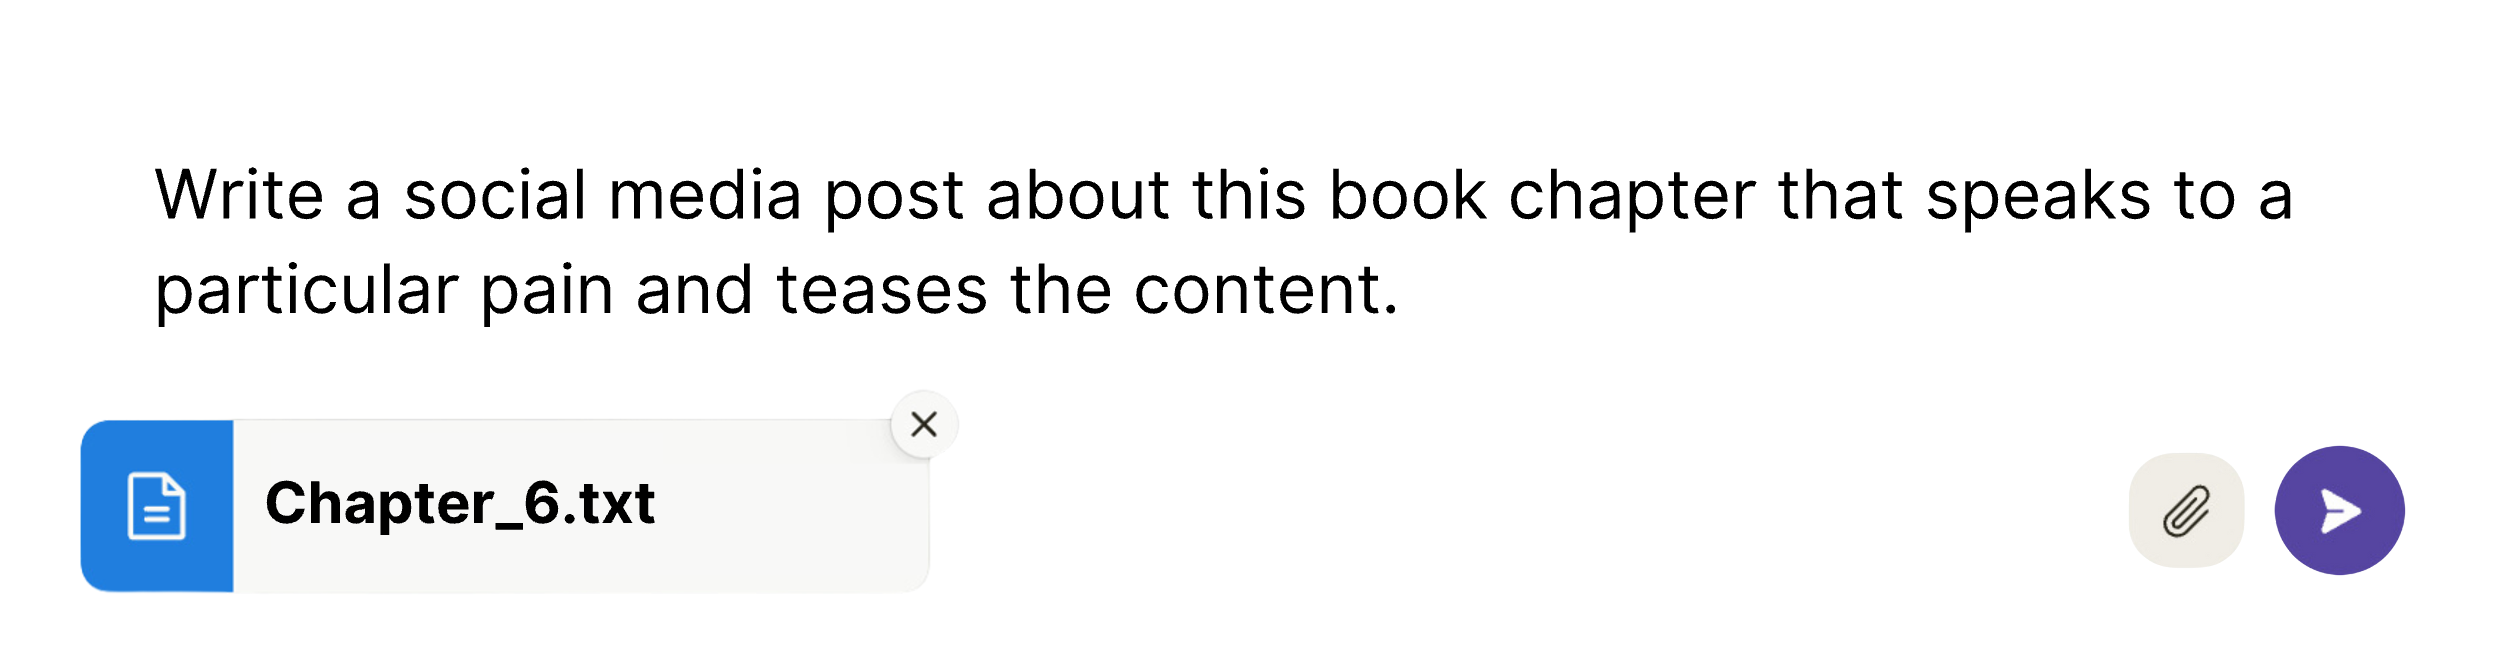 Write a social media post about this book chapter that speaks to a
particular pain and teases the content.
Chapter_6.txt